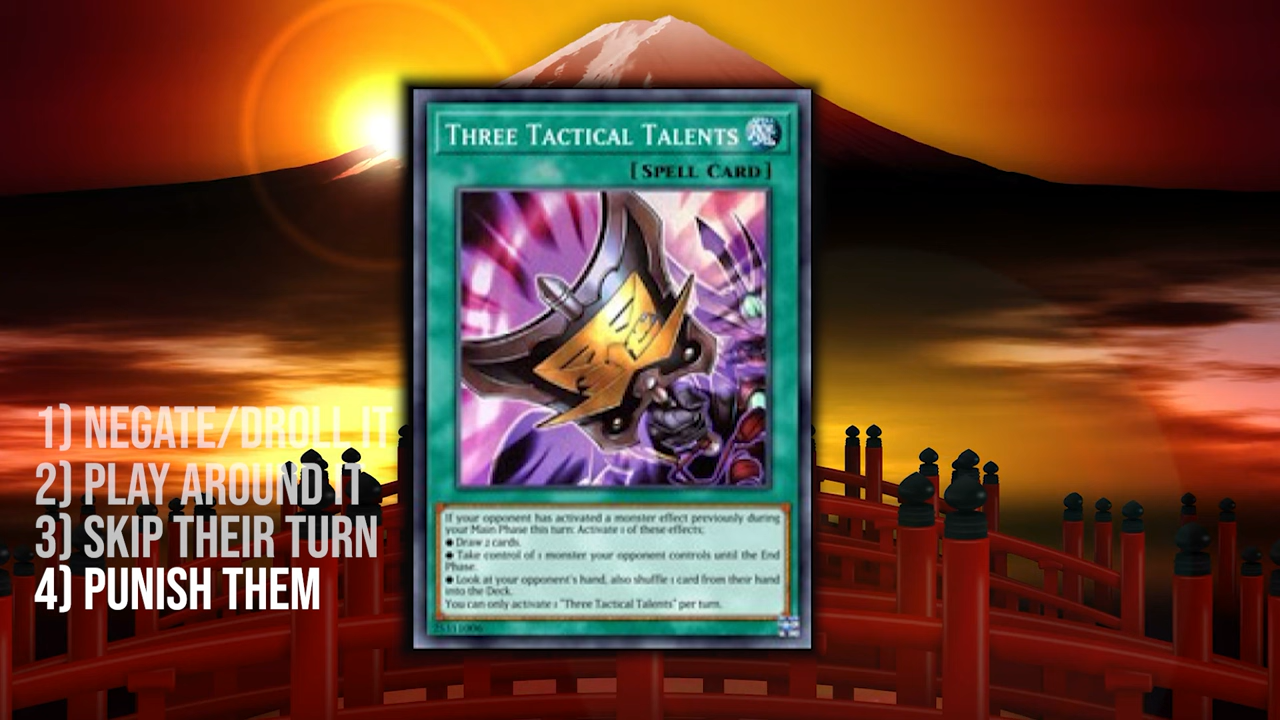 THREE TACTICAL TALENTS
[SPELL CARD]
1) NEGATE/DROLL IT
2) PLAY AROUND IT
3) SKIP THEIR TURN
4) PUNISH THEM
If your opponent has activated a monster effect previously during
your Main Phase this turn: Activate 1 of these effects;
● Draw 2 cards.
● Take control of 1 monster your opponent controls until the End
Phase.
● Look at your opponent's hand, also shuffle 1 card from their hand
into the Deck.
You can only activate 1 "Three Tactical Talents" per turn.